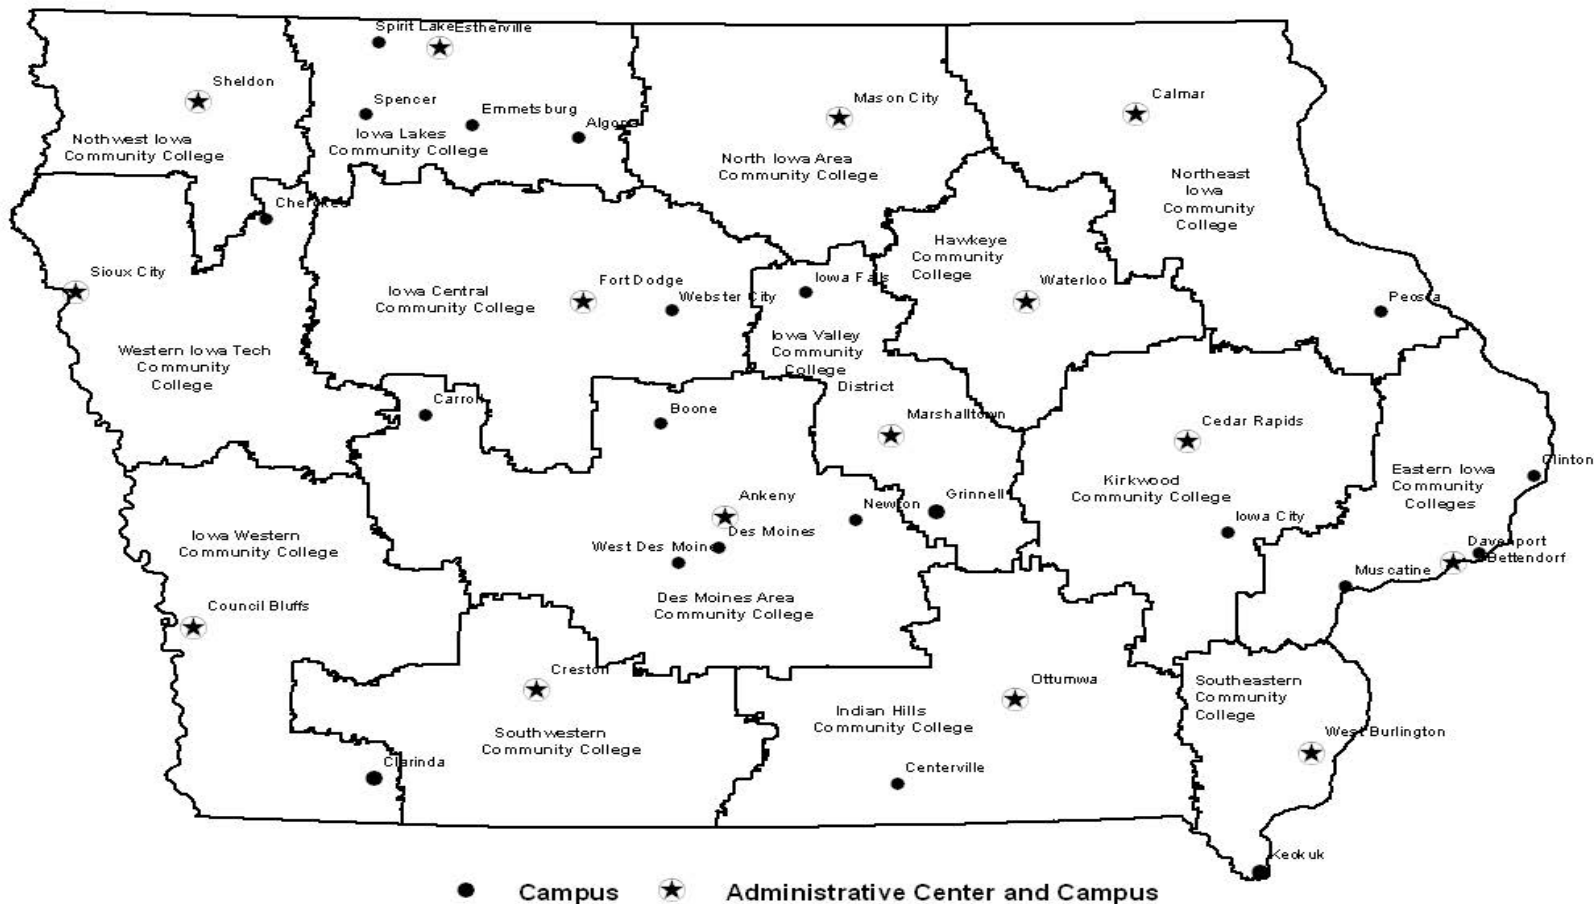 Spirit Lake
Estherville
Sheldon
Spencer
Emmetsburg
Algona
Mason City
Calmar
Nothwest Iowa
Community College
Iowa Lakes
Community College
North Iowa Area
Community College
Northeast
Iowa
Community
College
Cherokee
Hawkeye
Community
College
Sioux City
Fort Dodge
Webster City
Iowa Falls
Waterloo
Peosta
Iowa Central
Community College
Iowa Valley
Community
College
District
Western Iowa Tech
Community
College
Carroll
Boone
Marshalltown
Cedar Rapids
Clinton
Eastern Iowa
Community
Colleges
Kirkwood
Community College
Ankeny
Newton
Grinnell
Iowa City
Iowa Western
Community College
West Des Moines
Des Moines
Davenport
Bettendorf
Muscatine
Des Moines Area
Community College
Council Bluffs
Creston
Ottumwa
Southeastern
Community
College
Indian Hills
Community College
Southwestern
Community College
West Burlington
Clarinda
Centerville
Keokuk
Campus
Administrative Center and Campus